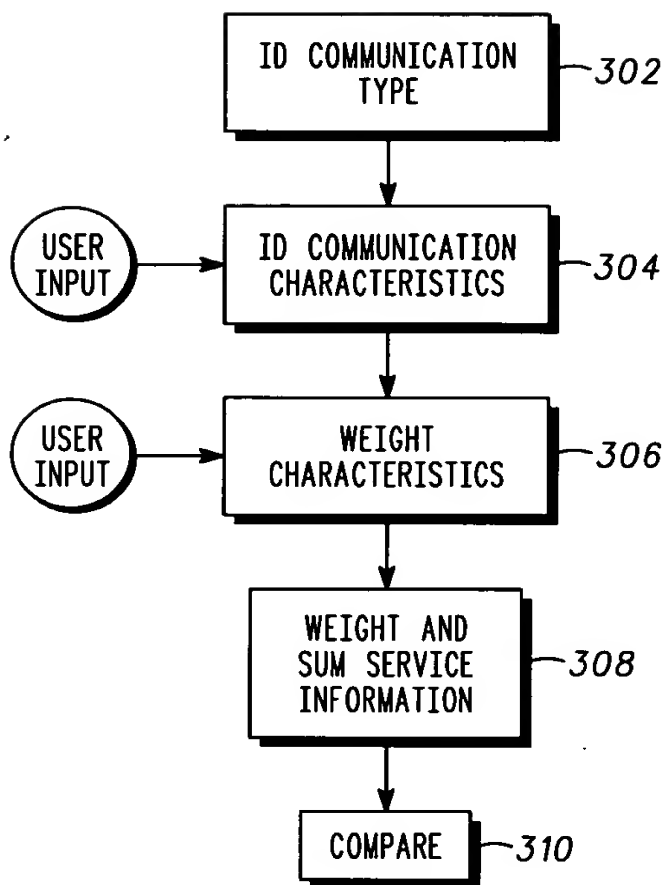 ID COMMUNICATION
TYPE
302
USER
INPUT
ID COMMUNICATION
CHARACTERISTICS
304
USER
INPUT
WEIGHT
CHARACTERISTICS
306
WEIGHT AND
SUM SERVICE
INFORMATION
308
COMPARE
310